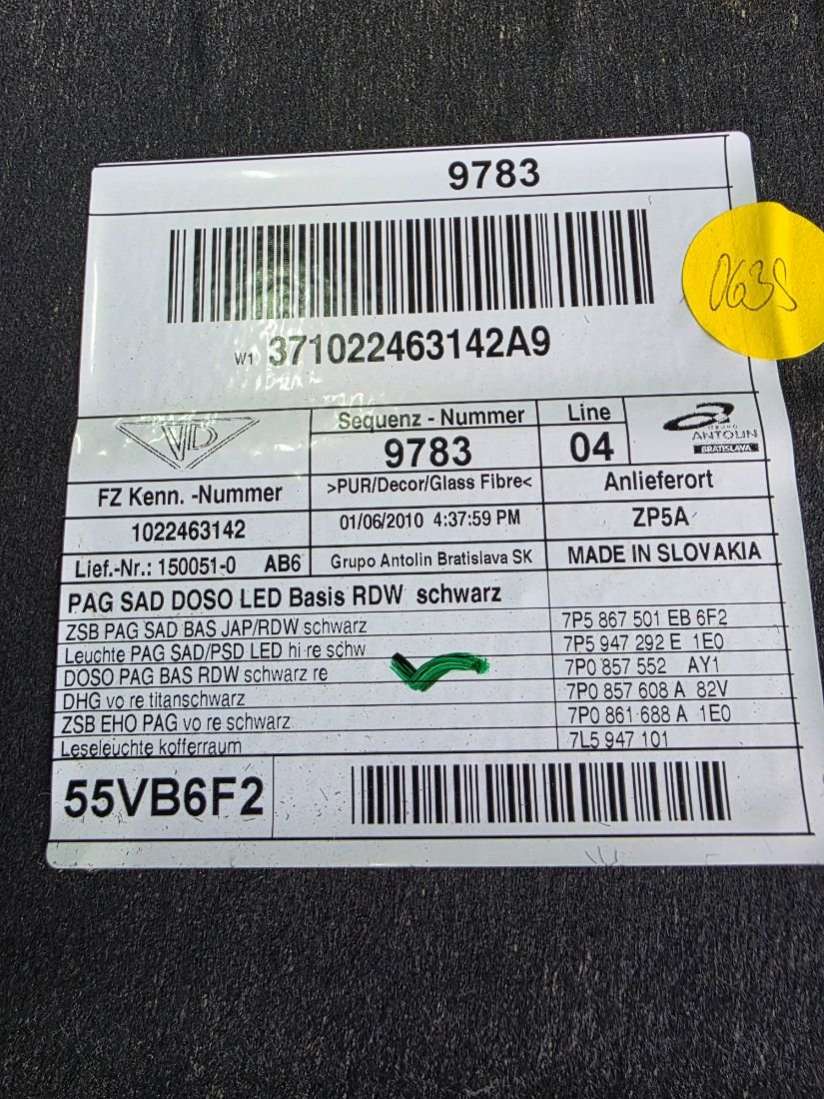 9783
0639
W1 371022463142A9
VD
Sequenz - Nummer
9783
Line
04
GRUPO
ANTOLIN
BRATISLAVA
FZ Kenn. -Nummer
1022463142
>PUR/Decor/Glass Fibre<
01/06/2010 4:37:59 PM
Anlieferort
ZP5A
Lief.-Nr.: 150051-0 AB6
Grupo Antolin Bratislava SK
MADE IN SLOVAKIA
PAG SAD DOSO LED Basis RDW schwarz
ZSB PAG SAD BAS JAP/RDW schwarz 7P5 867 501 EB 6F2
Leuchte PAG SAD/PSD LED hi re schw 7P5 947 292 E 1E0
DOSO PAG BAS RDW schwarz re 7P0 857 552 AY1
DHG vo re titanschwarz 7P0 857 608 A 82V
ZSB EHO PAG vo re schwarz 7P0 861 688 A 1E0
Leseleuchte kofferraum 7L5 947 101
55VB6F2